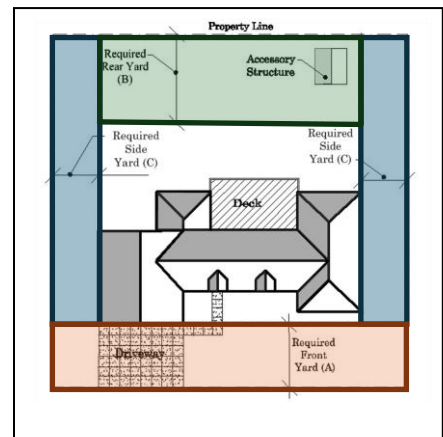 Property Line
Required
Rear Yard
(B)
Accessory
Structure
Required
Side
Yard (C)
Required
Side
Yard (C)
Deck
Driveway
Required
Front
Yard (A)